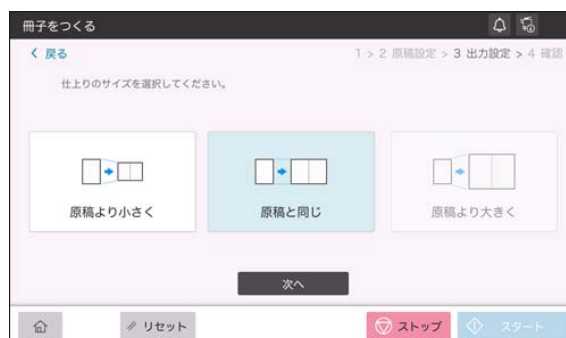 冊子をつくる
く 戻る
1 > 2 原稿設定 > 3 出力設定 > 4 確認
仕上りのサイズを選択してください。
原稿より小さく
原稿と同じ
原稿より大きく
次へ
リセット
ストップ
スタート